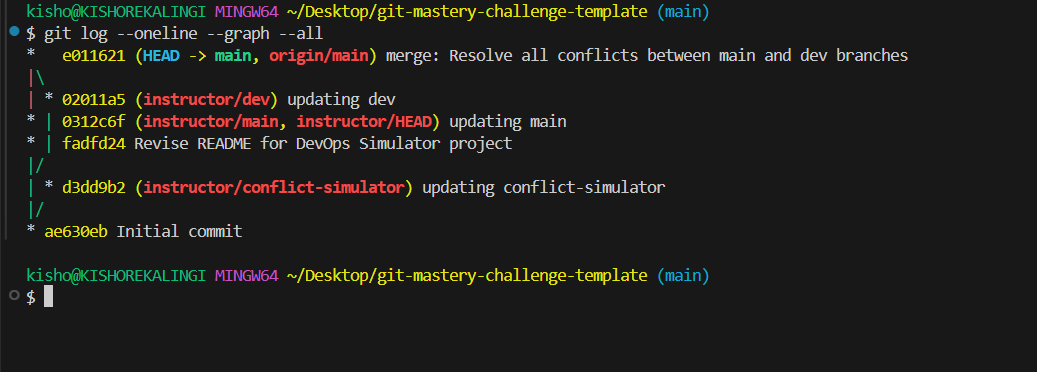 kisho@KISHOREKALINGI MINGW64 ~/Desktop/git-mastery-challenge-template (main)
$ git log --oneline --graph --all
*   e011621 (HEAD -> main, origin/main) merge: Resolve all conflicts between main and dev branches
|\
| * 02011a5 (instructor/dev) updating dev
* | 0312c6f (instructor/main, instructor/HEAD) updating main
* | fadfd24 Revise README for DevOps Simulator project
|/
| * d3dd9b2 (instructor/conflict-simulator) updating conflict-simulator
|/
* ae630eb Initial commit
kisho@KISHOREKALINGI MINGW64 ~/Desktop/git-mastery-challenge-template (main)
$